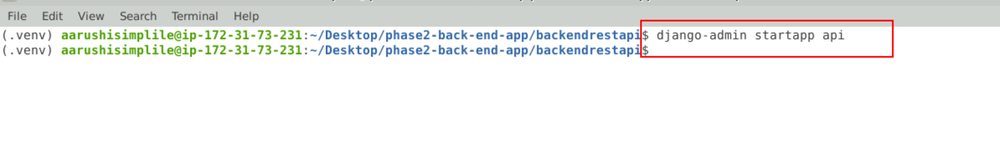 File Edit View Search Terminal Help
(.venv) aarushisimplile@ip-172-31-73-231:~/Desktop/phase2-back-end-app/backendrestapi$ django-admin startapp api
(.venv) aarushisimplile@ip-172-31-73-231:~/Desktop/phase2-back-end-app/backendrestapi$